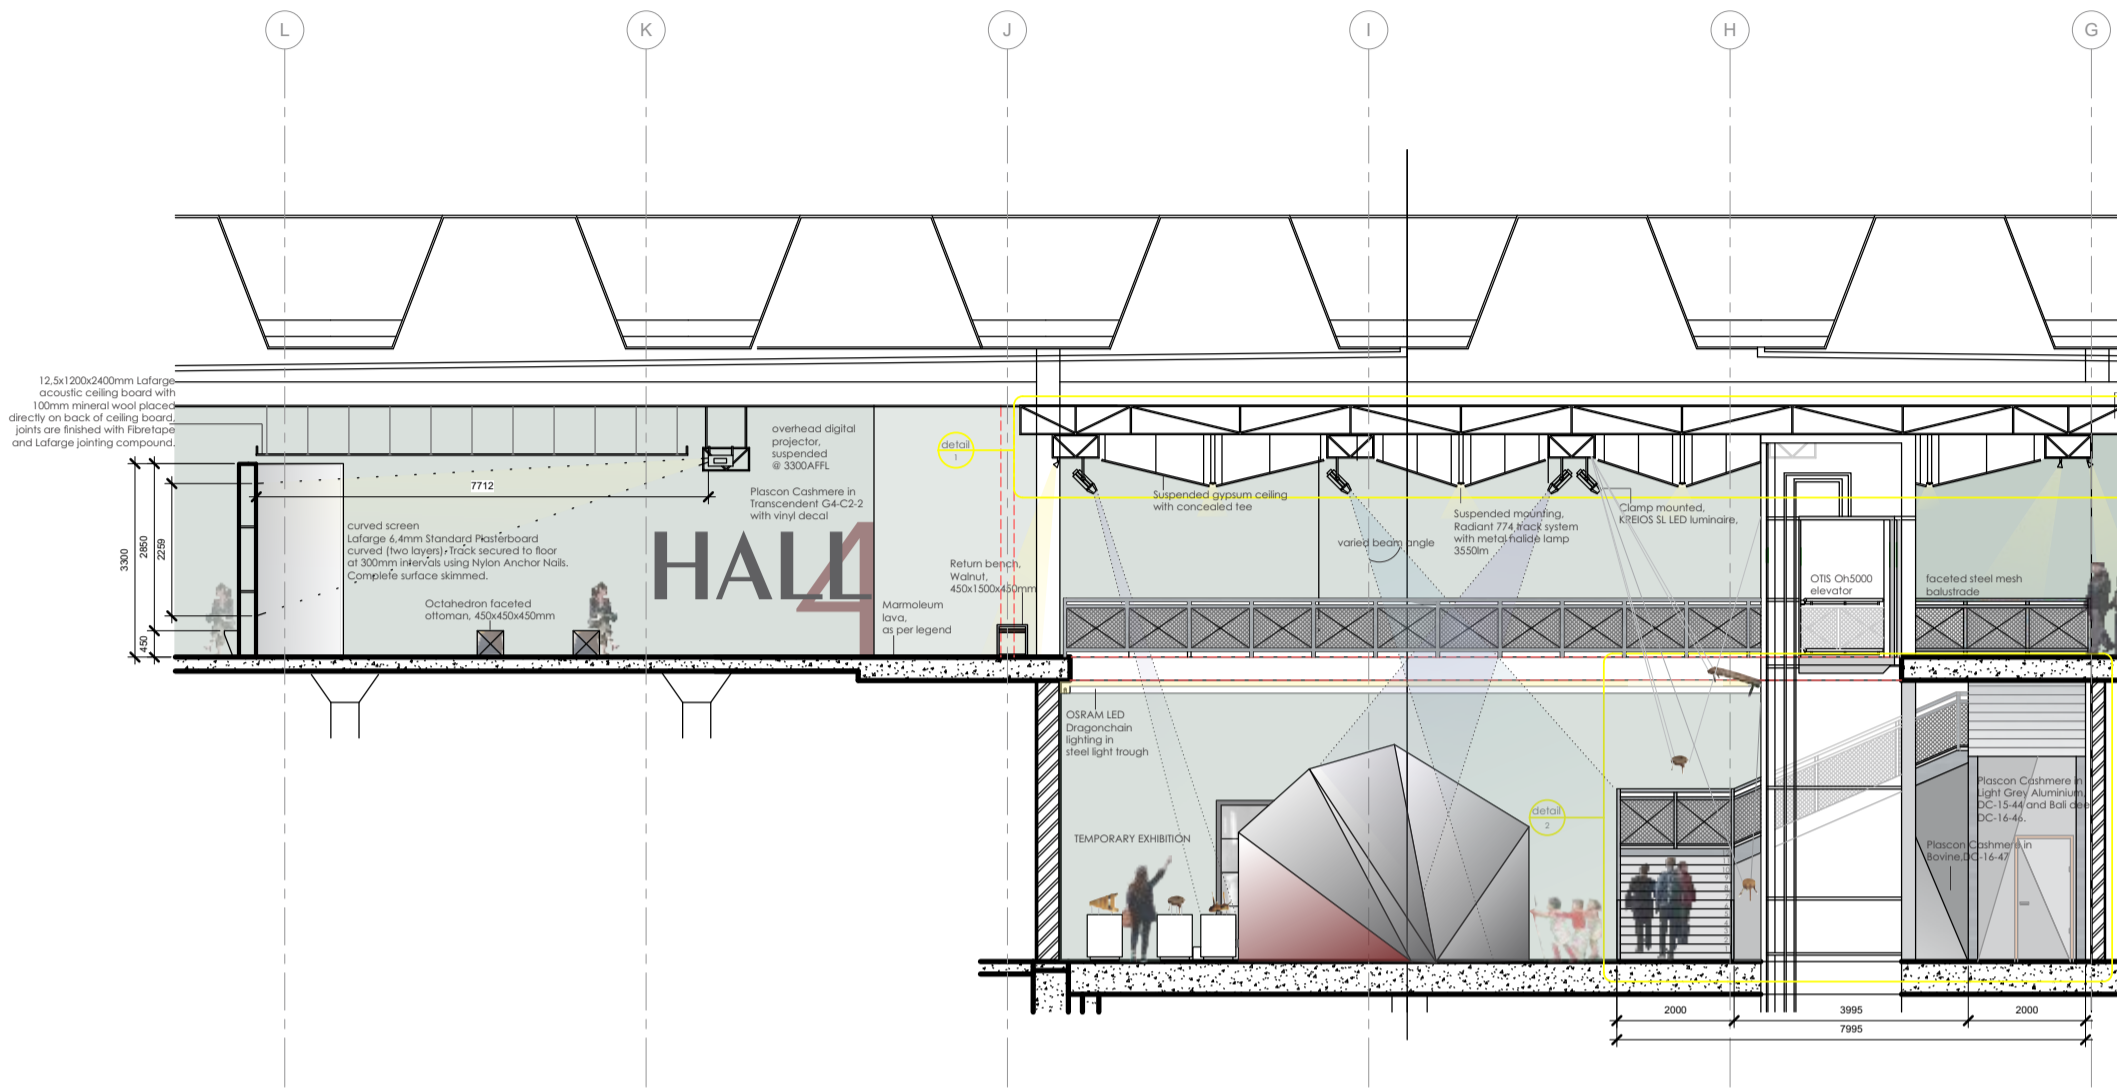 L
K
J
I
H
G
12,5x1200x2400mm Lafarge
acoustic ceiling board with
100mm mineral wool placed
directly on back of ceiling board,
joints are finished with Fibretape
and Lafarge jointing compound.
overhead digital
projector,
suspended
@ 3300AFFL
Plascon Cashmere in
Transcendent G4-C2-2
with vinyl decal
7712
3300
2850
2259
450
curved screen
Lafarge 6,4mm Standard Plasterboard
curved (two layers). Track secured to floor
at 300mm intervals using Nylon Anchor Nails.
Complete surface skimmed.
Octahedron faceted
ottoman, 450x450x450mm
HALL
4
detail
1
Return bench,
Walnut,
450x1500x450mm
Marmoleum
lava,
as per legend
Suspended gypsum ceiling
with concealed tee
varied beam angle
Suspended mounting,
Radiant 774 track system
with metal halide lamp
3550lm
Clamp mounted,
KREIOS SL LED luminaire,
OTIS Oh5000
elevator
faceted steel mesh
balustrade
OSRAM LED
Dragonchain
lighting in
steel light trough
TEMPORARY EXHIBITION
detail
2
Plascon Cashmere in
Light Grey Aluminium,
DC-15-44 and Bali dee
DC-16-46.
Plascon Cashmere in
Bovine,DC-16-47
2000
3995
2000
7995